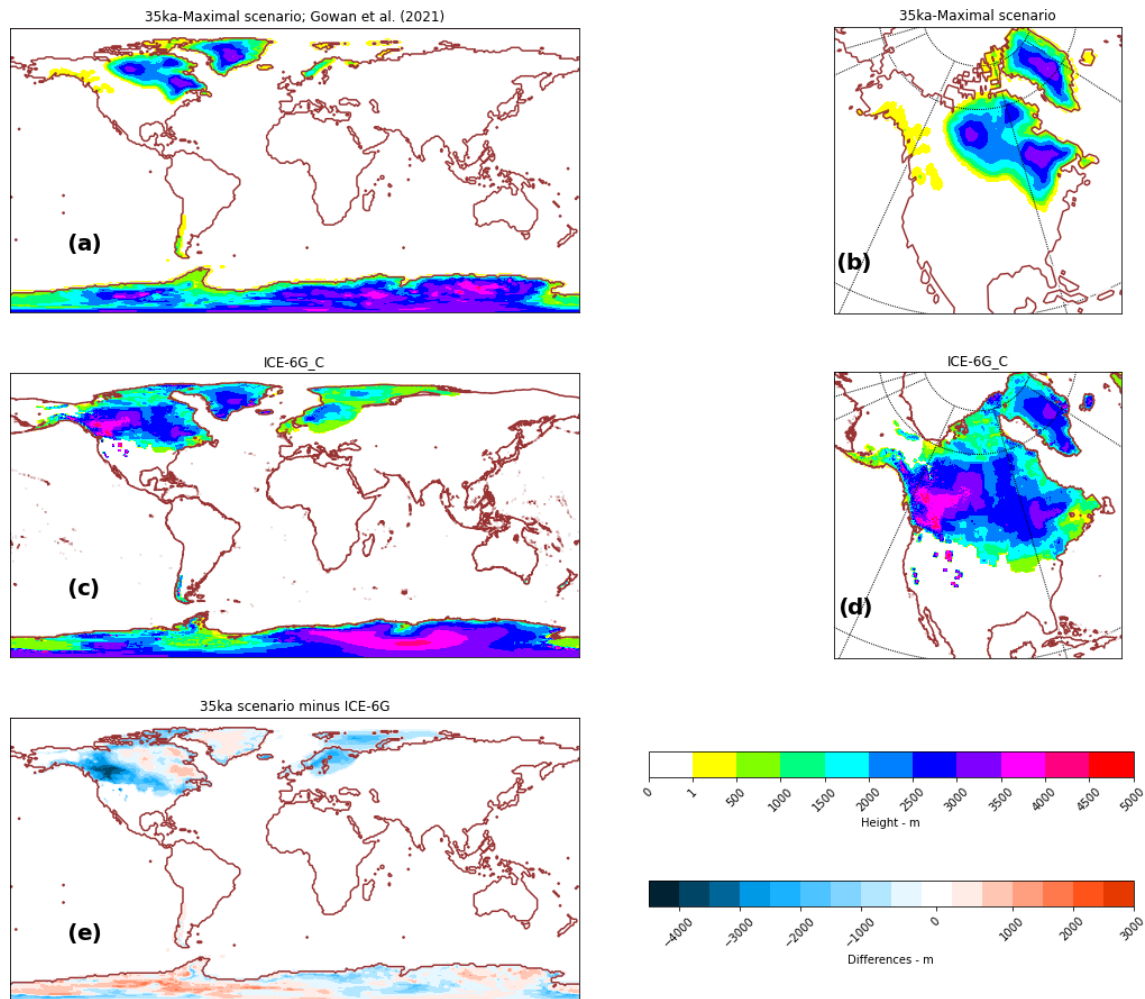 35ka-Maximal scenario; Gowan et al. (2021)
35ka-Maximal scenario
(a)
(b)
ICE-6G_C
ICE-6G_C
(c)
(d)
35ka scenario minus ICE-6G
(e)
0 1 500 1000 1500 2000 2500 3000 3500 4000 4500 5000
Height - m
−4000 −3000 −2000 −1000 0 1000 2000 3000
Differences - m